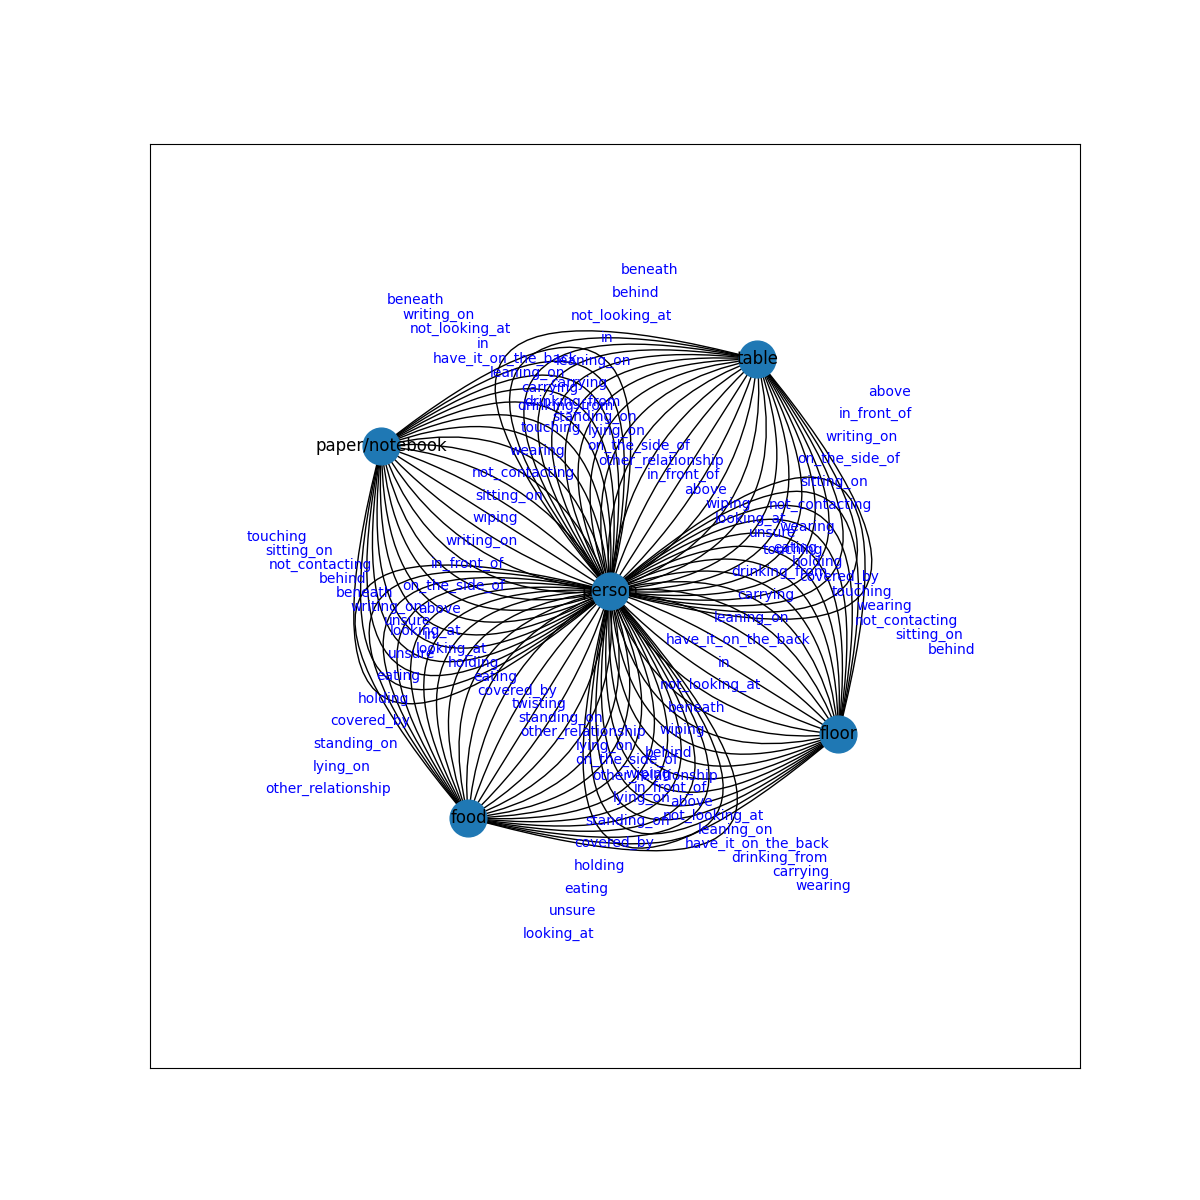 beneath
behind
beneath
writing_on
not_looking_at
not_looking_at
in
in
have_it_on_the_back
leaning_on
table
leaning_on
carrying
carrying
above
drinking_from
drinking_from
in_front_of
standing_on
touching
lying_on
writing_on
paper/notebook
on_the_side_of
wearing
other_relationship
on_the_side_of
not_contacting
in_front_of
sitting_on
above
sitting_on
wiping
not_contacting
wiping
looking_at
wearing
unsure
touching
writing_on
eating
touching
sitting_on
holding
not_contacting
in_front_of
drinking_from
covered_by
behind
on_the_side_of
person
touching
beneath
carrying
wearing
writing_on
above
leaning_on
not_contacting
unsure
looking_at
in
sitting_on
have_it_on_the_back
looking_at
behind
unsure
holding
in
eating
eating
not_looking_at
covered_by
holding
twisting
beneath
covered_by
standing_on
other_relationship
wiping
floor
standing_on
lying_on
behind
on_the_side_of
lying_on
wiping
other_relationship
other_relationship
in_front_of
lying_on
above
food
standing_on
not_looking_at
leaning_on
covered_by
have_it_on_the_back
drinking_from
holding
carrying
eating
wearing
unsure
looking_at